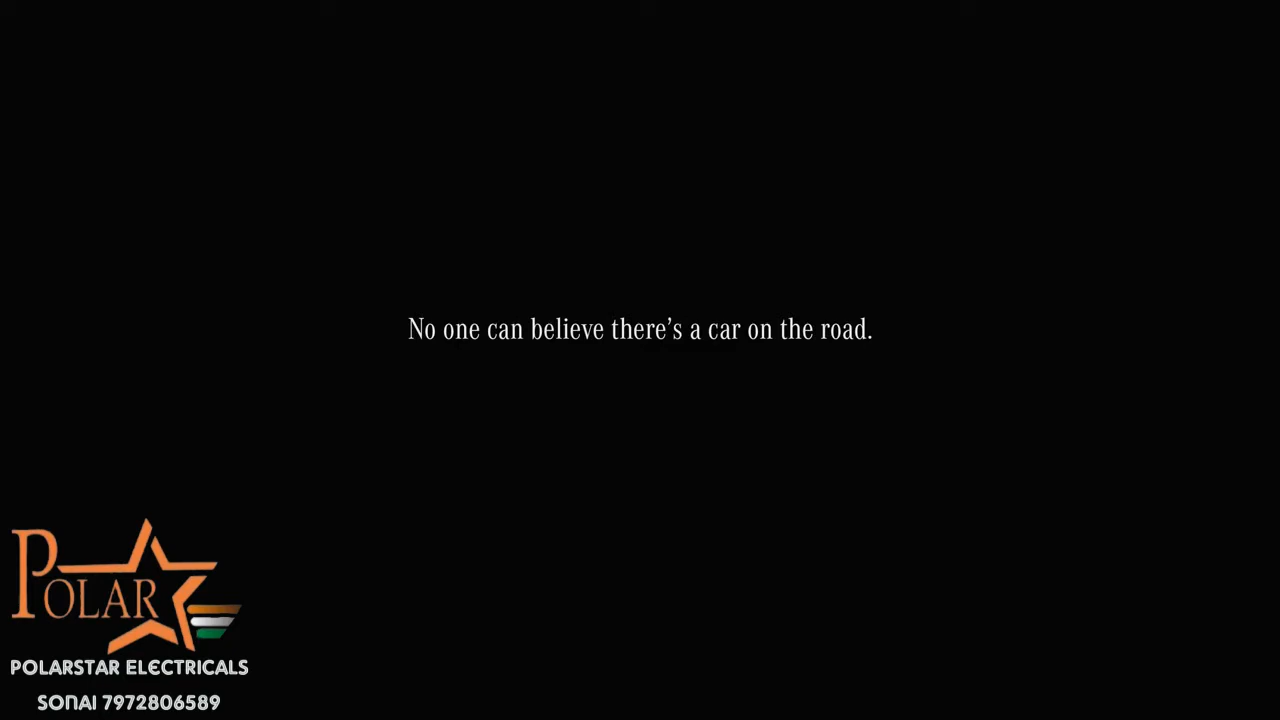 No one can believe there’s a car on the road.
POLAR
POLARSTAR ELECTRICALS
SONAI 7972806589